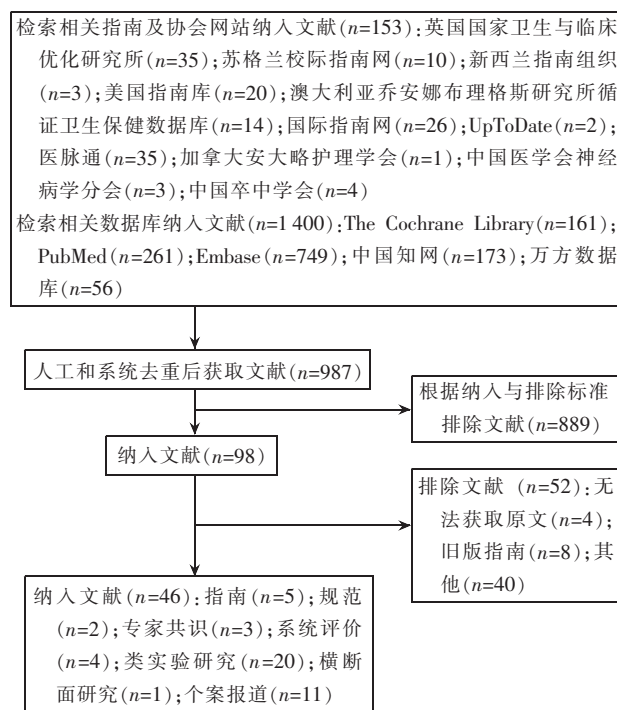 检索相关指南及协会网站纳入文献(n=153):英国国家卫生与临床
优化研究所(n=35);苏格兰校际指南网(n=10);新西兰指南组织
(n=3);美国指南库(n=20);澳大利亚乔安娜布理格斯研究所循
证卫生保健数据库(n=14);国际指南网(n=26);UpToDate(n=2);
医脉通(n=35);加拿大安大略护理学会(n=1);中国医学会神经
病学分会(n=3);中国卒中学会(n=4)
检索相关数据库纳入文献(n=1 400):The Cochrane Library(n=161);
PubMed(n=261);Embase(n=749);中国知网(n=173);万方数据
库(n=56)
人工和系统去重后获取文献(n=987)
根据纳入与排除标准
排除文献(n=889)
纳入文献(n=98)
排除文献 (n=52):无
法获取原文(n=4);
旧版指南(n=8);其
他(n=40)
纳入文献(n=46):指南(n=5);规范
(n=2);专家共识(n=3);系统评价
(n=4);类实验研究(n=20);横断
面研究(n=1);个案报道(n=11)